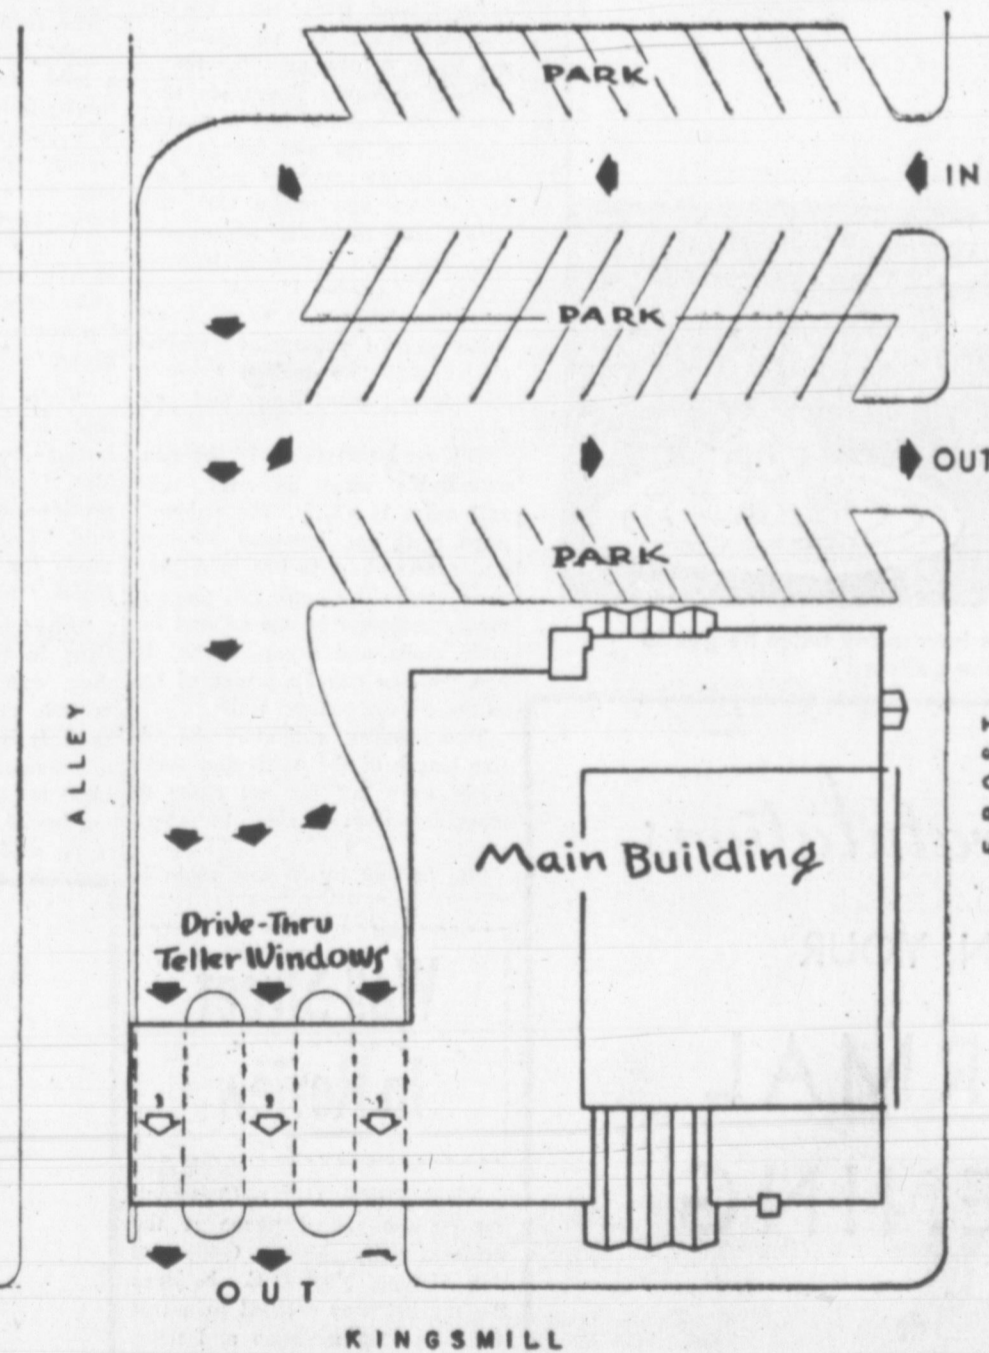 PARK
IN
PARK
OUT
PARK
ALLEY
Main Building
Drive-Thru
Teller Windows
OUT
KINGSMILL